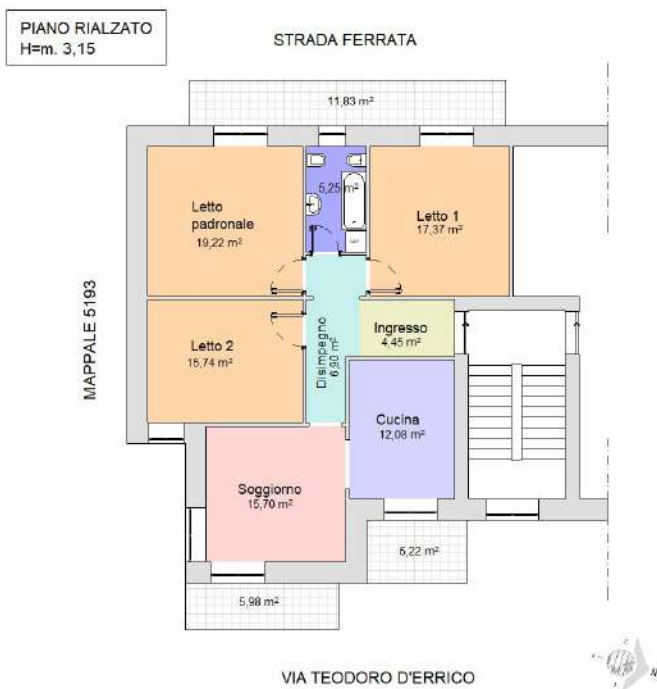 PIANO RIALZATO
H=m. 3,15
STRADA FERRATA
11,83 m²
5,25 m²
Letto
padronale
19,22 m²
Letto 1
17,37 m²
MAPPALE 5193
Letto 2
15,74 m²
Disimpegno
6,90 m²
Ingresso
4,45 m²
Cucina
12,08 m²
Soggiorno
15,70 m²
6,22 m²
5,98 m²
VIA TEODORO D'ERRICO